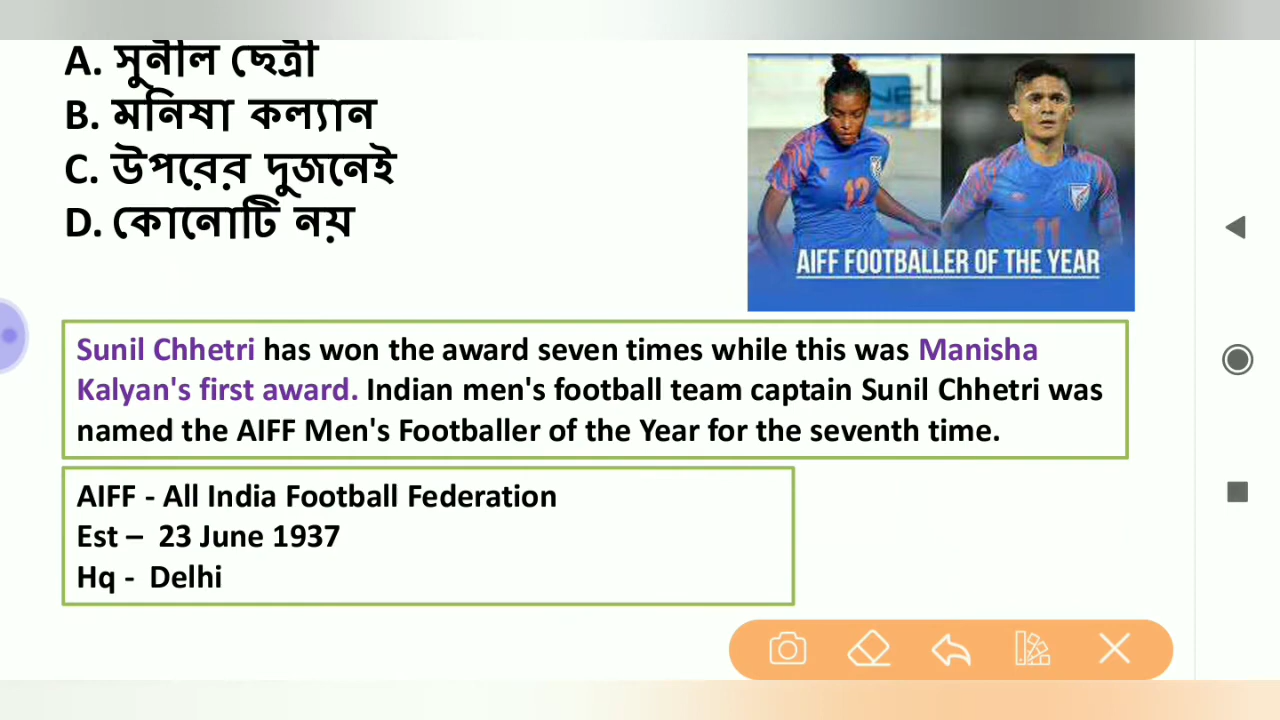 A. সুনীল ছেত্রী
B. মনিষা কল্যান
C. উপরের দুজনেই
D. কোনোটি নয়
12
11
AIFF FOOTBALLER OF THE YEAR
Sunil Chhetri has won the award seven times while this was Manisha
Kalyan's first award. Indian men's football team captain Sunil Chhetri was
named the AIFF Men's Footballer of the Year for the seventh time.
AIFF - All India Football Federation
Est – 23 June 1937
Hq - Delhi